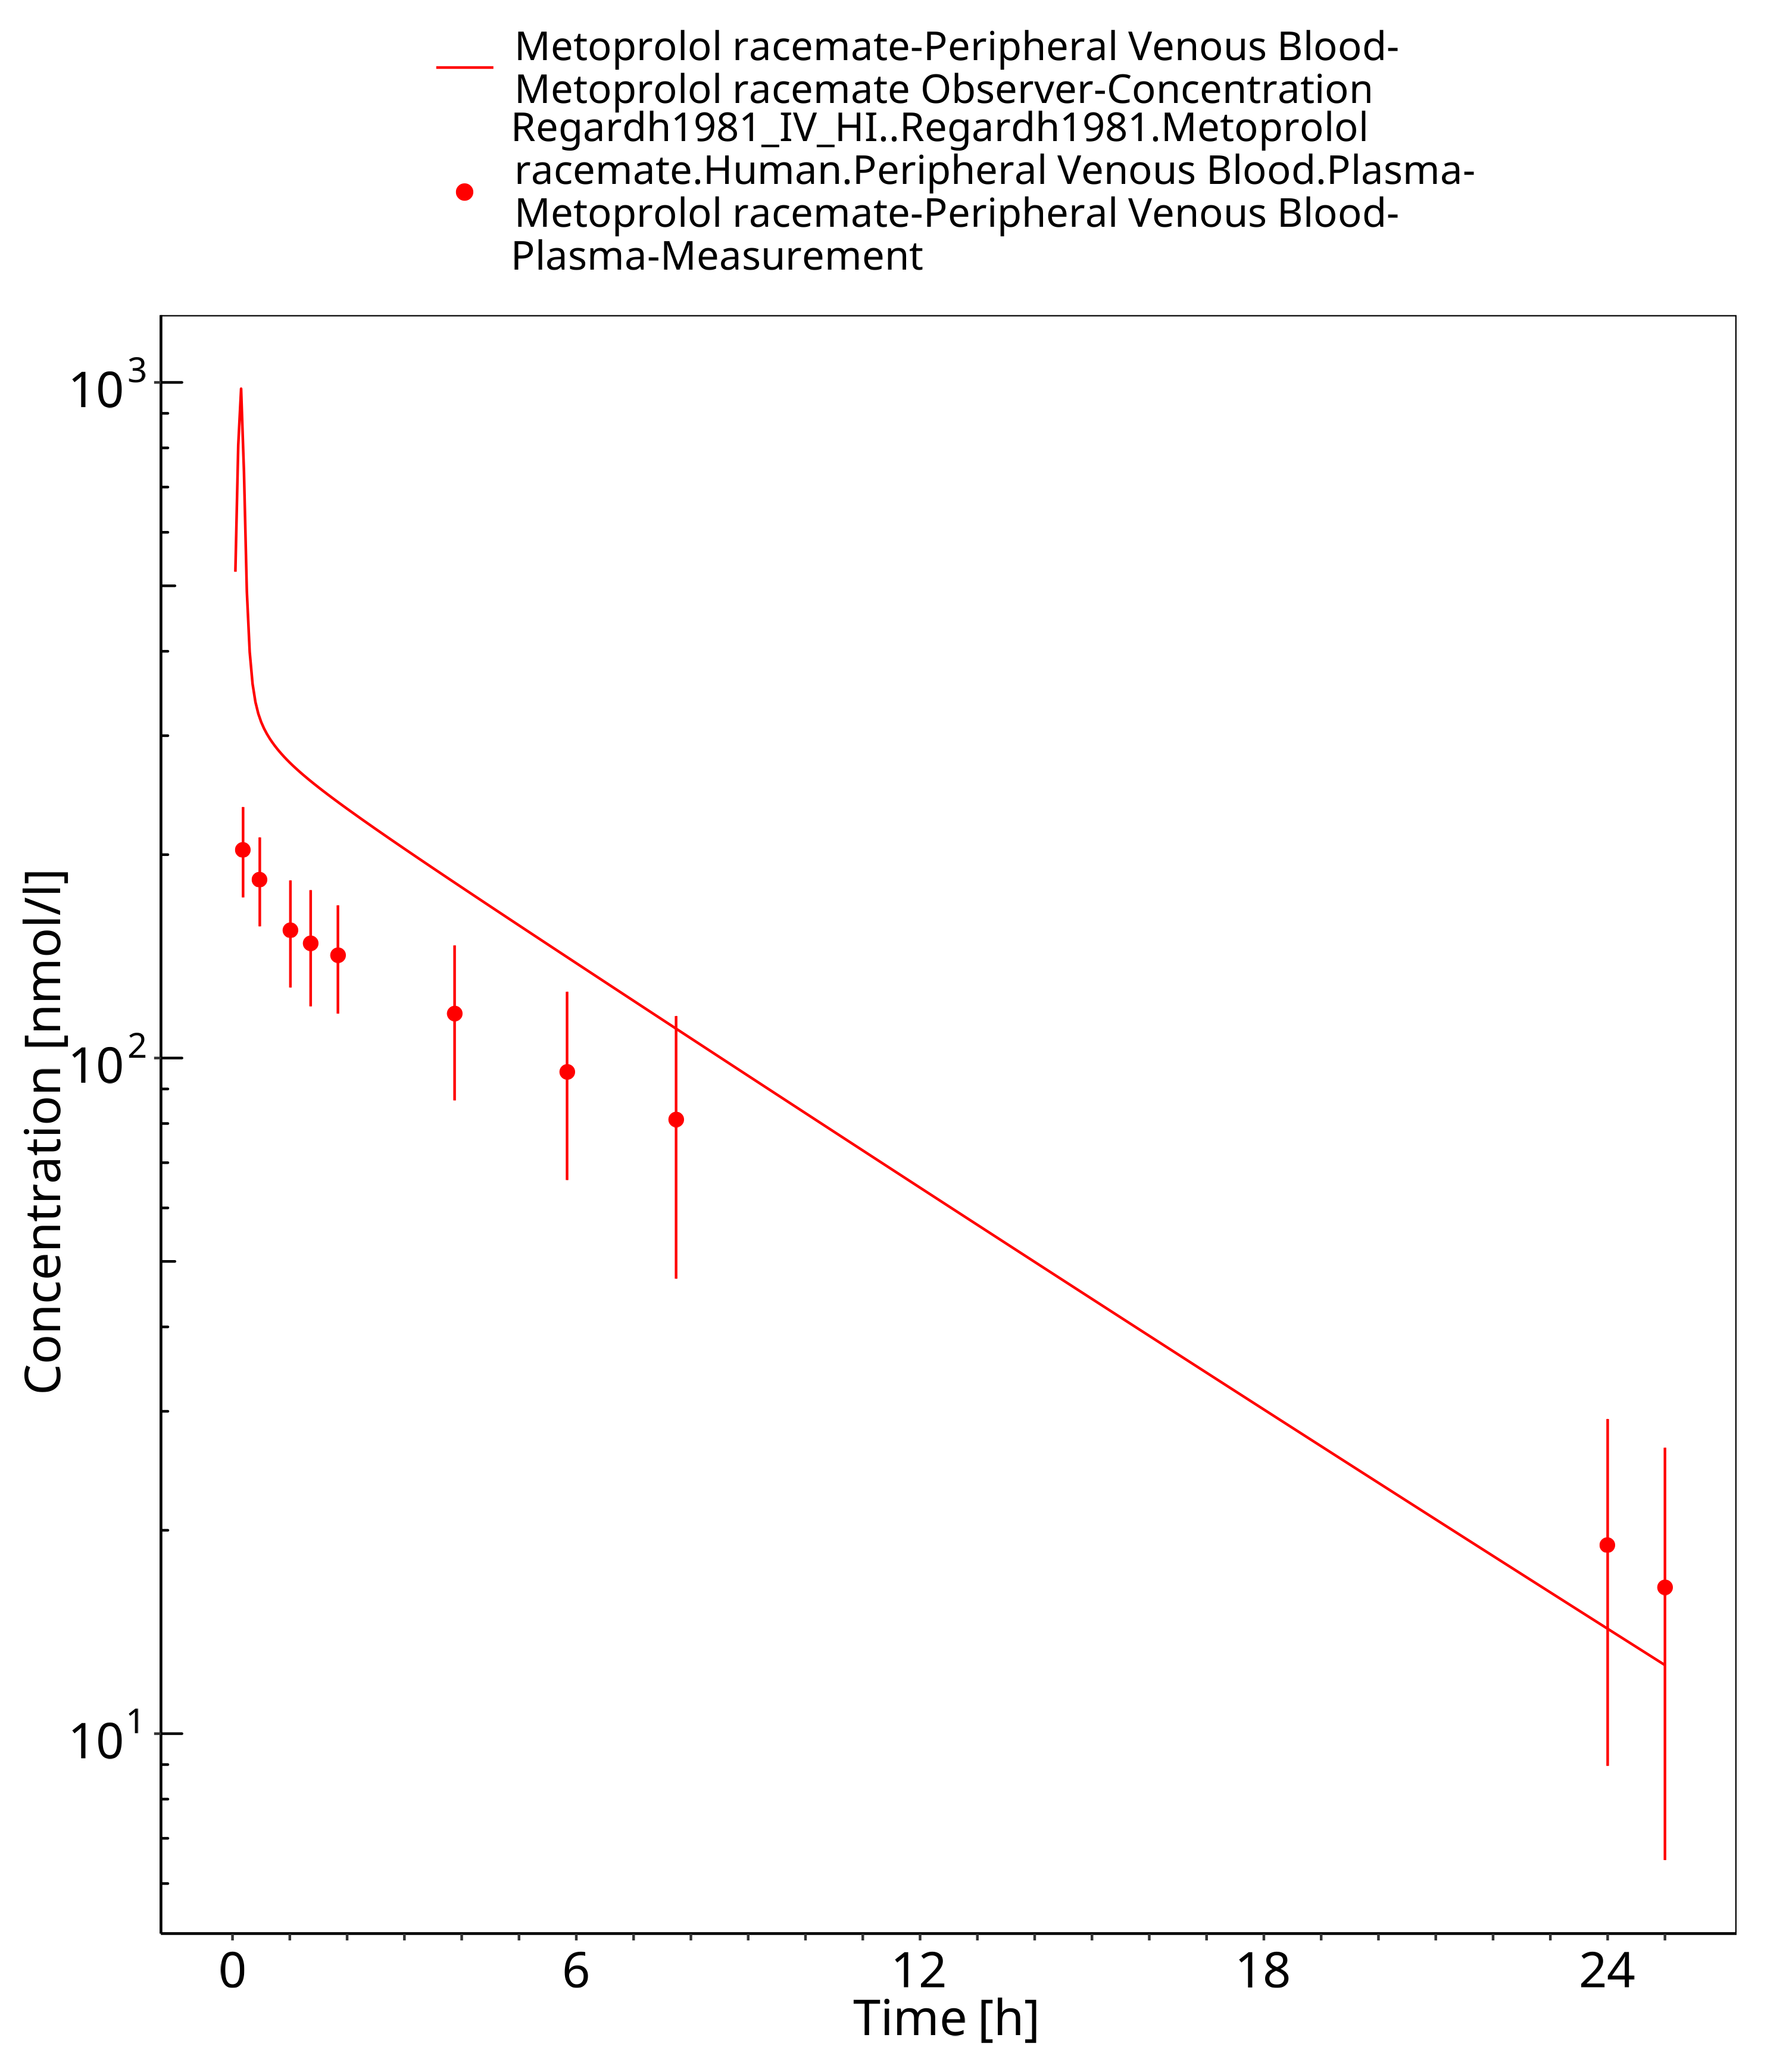 Metoprolol racemate-Peripheral Venous Blood-
Metoprolol racemate Observer-Concentration
Regardh1981_IV_HI..Regardh1981.Metoprolol
racemate.Human.Peripheral Venous Blood.Plasma-
Metoprolol racemate-Peripheral Venous Blood-
Plasma-Measurement
10³
10²
10¹
Concentration [nmol/l]
0 6 12 18 24
Time [h]